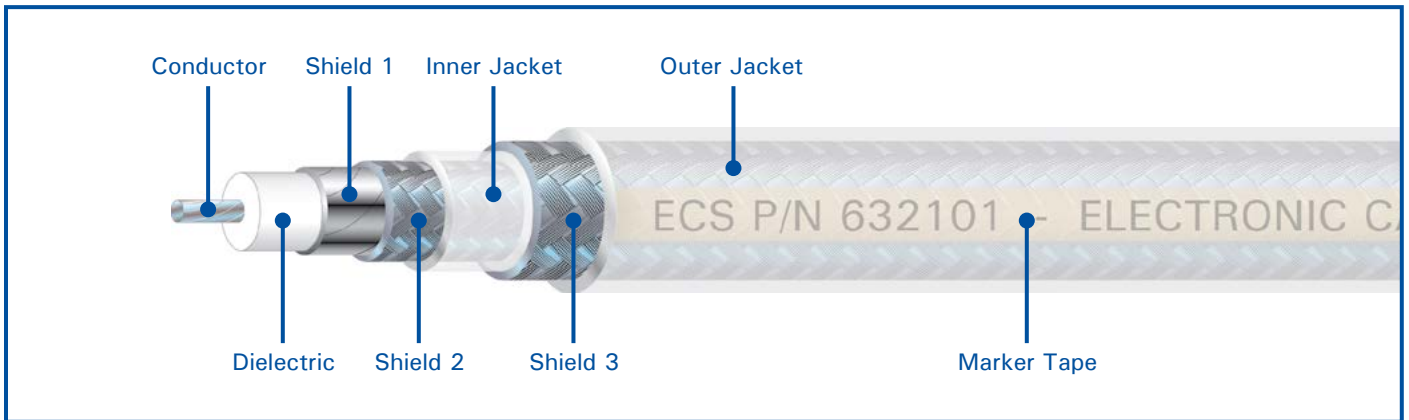 Conductor Shield 1 Inner Jacket Outer Jacket
ECS P/N 632101 - ELECTRONIC
Dielectric Shield 2 Shield 3 Marker Tape